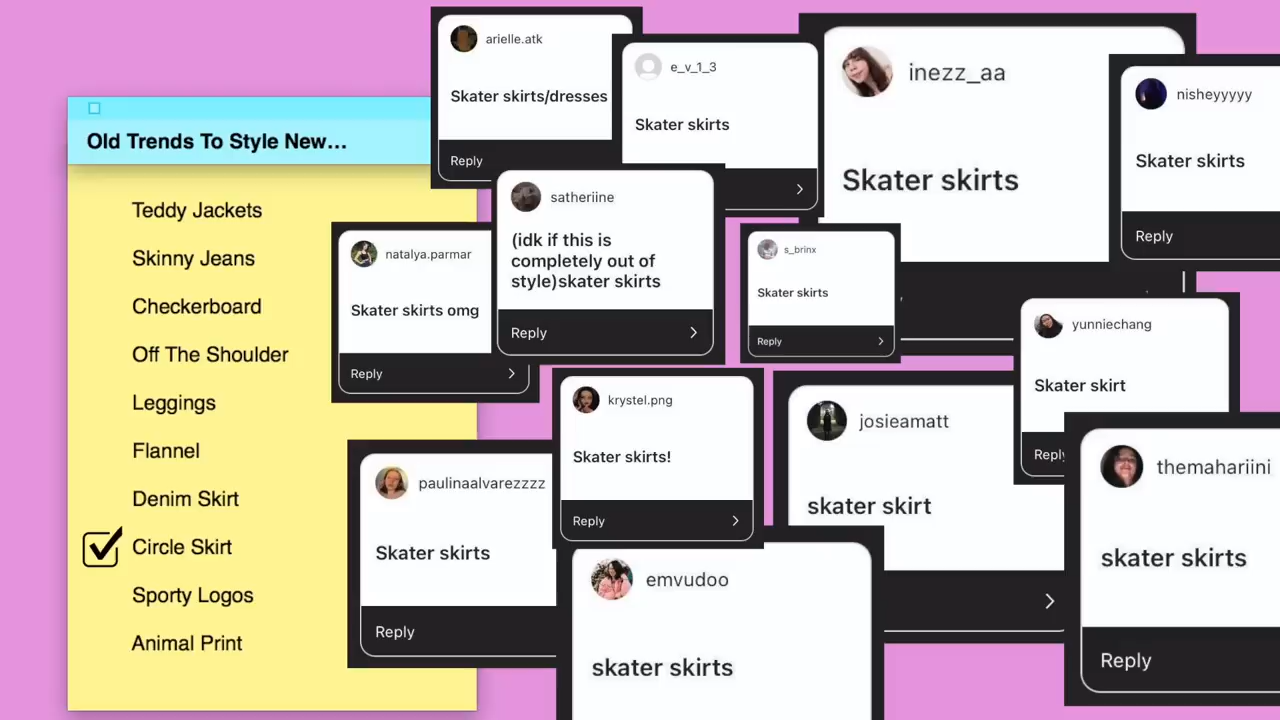 Old Trends To Style New...
Teddy Jackets
Skinny Jeans
Checkerboard
Off The Shoulder
Leggings
Flannel
Denim Skirt
Circle Skirt
Sporty Logos
Animal Print
arielle.atk
Skater skirts/dresses
Reply
e_v_1_3
Skater skirts
inezz_aa
Skater skirts
nisheyyyyy
Skater skirts
Reply
natalya.parmar
Skater skirts omg
Reply
satheriine
(idk if this is
completely out of
style)skater skirts
Reply
s_brinx
Skater skirts
Reply
yunniechang
Skater skirt
Reply
paulinaalvarezzzz
Skater skirts
Reply
krystel.png
Skater skirts!
Reply
josieamatt
skater skirt
themahariini
skater skirts
Reply
emvudoo
skater skirts